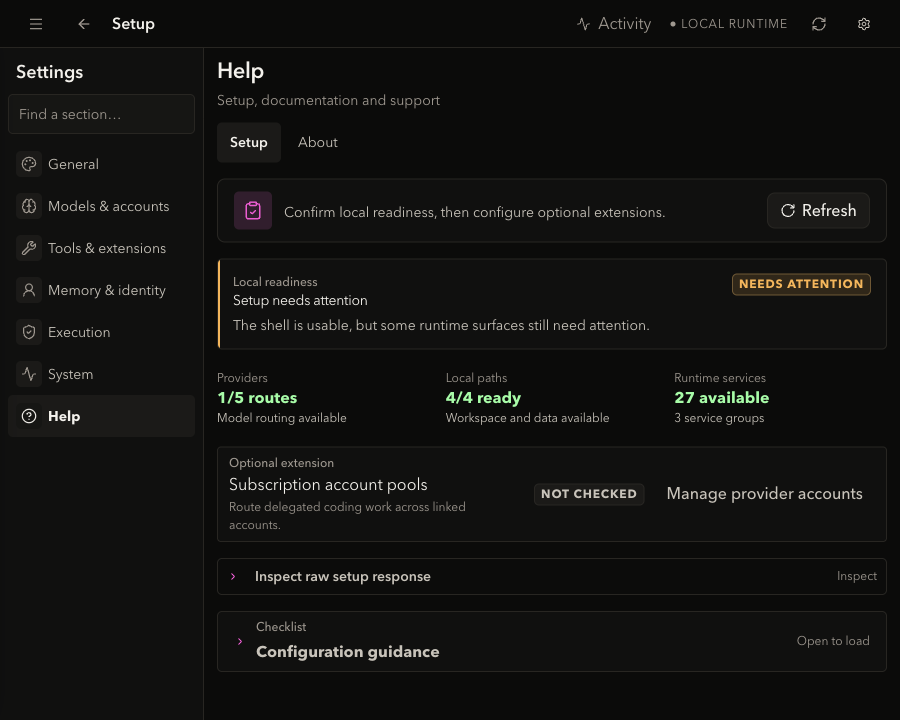 Setup
Activity
LOCAL RUNTIME
Settings
Find a section…
General
Models & accounts
Tools & extensions
Memory & identity
Execution
System
Help
Help
Setup, documentation and support
Setup
About
Confirm local readiness, then configure optional extensions.
Refresh
Local readiness
Setup needs attention
The shell is usable, but some runtime surfaces still need attention.
NEEDS ATTENTION
Providers
1/5 routes
Model routing available
Local paths
4/4 ready
Workspace and data available
Runtime services
27 available
3 service groups
Optional extension
Subscription account pools
Route delegated coding work across linked
accounts.
NOT CHECKED
Manage provider accounts
Inspect raw setup response
Inspect
Checklist
Configuration guidance
Open to load